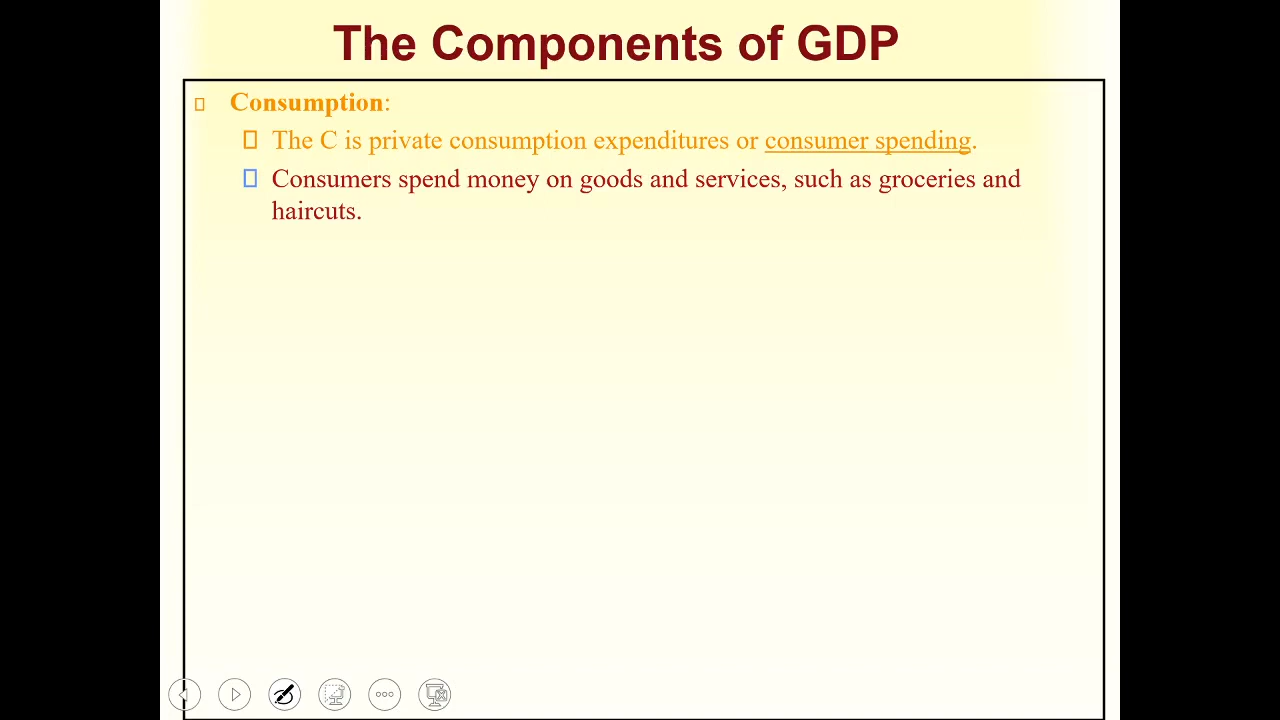 The Components of GDP
Consumption:
The C is private consumption expenditures or consumer spending.
Consumers spend money on goods and services, such as groceries and
haircuts.